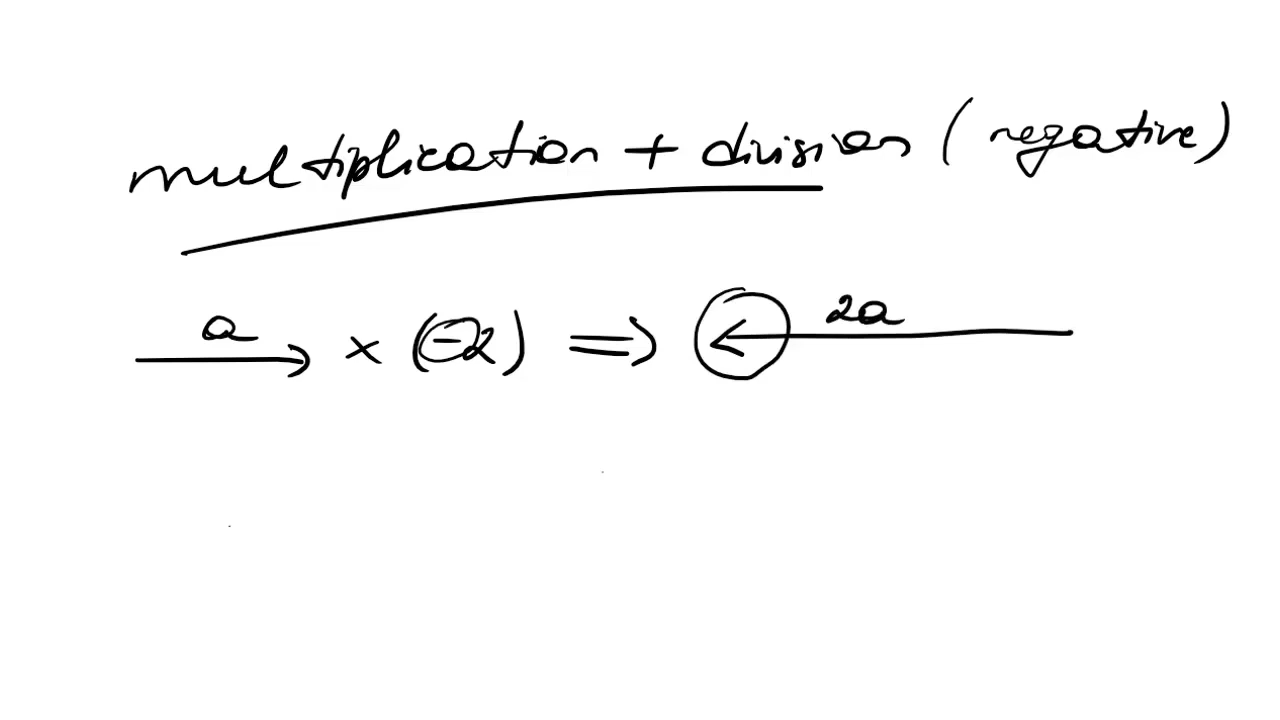 multiplication + division (negative)
a × (-2) ⇒ 2a